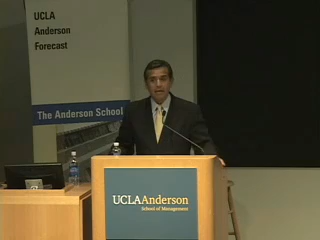 UCLA
Anderson
Forecast
The Anderson School
UCLAAnderson
School of Management